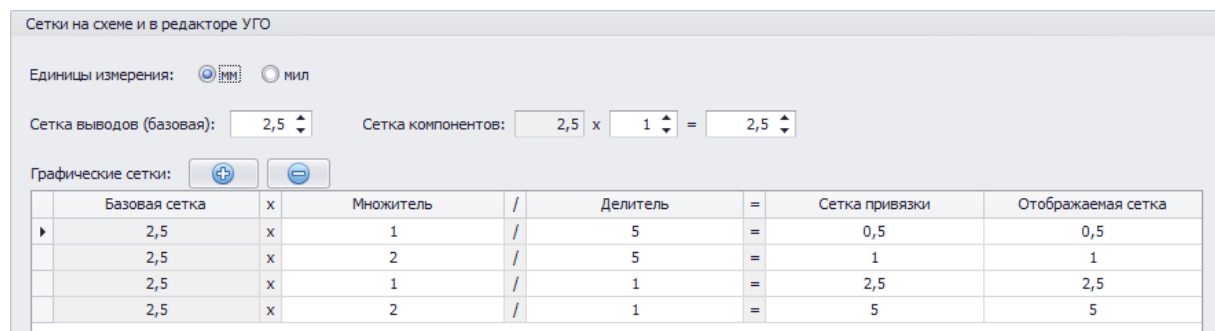 Сетки на схеме и в редакторе УГО
Единицы измерения: мм мил
Сетка выводов (базовая): 2,5 Сетка компонентов: 2,5 x 1 = 2,5
Графические сетки:
Базовая сетка x Множитель / Делитель = Сетка привязки Отображаемая сетка
2,5 x 1 / 5 = 0,5 0,5
2,5 x 2 / 5 = 1 1
2,5 x 1 / 1 = 2,5 2,5
2,5 x 2 / 1 = 5 5